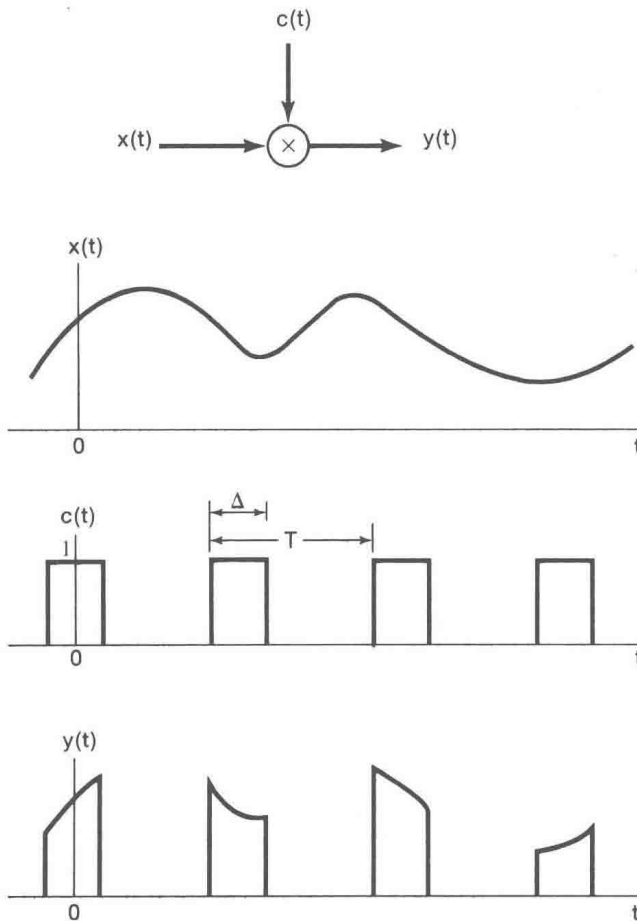 c(t)
x(t) × y(t)
x(t)
0 t
Δ
c(t)
1 T
0 t
y(t)
0 t